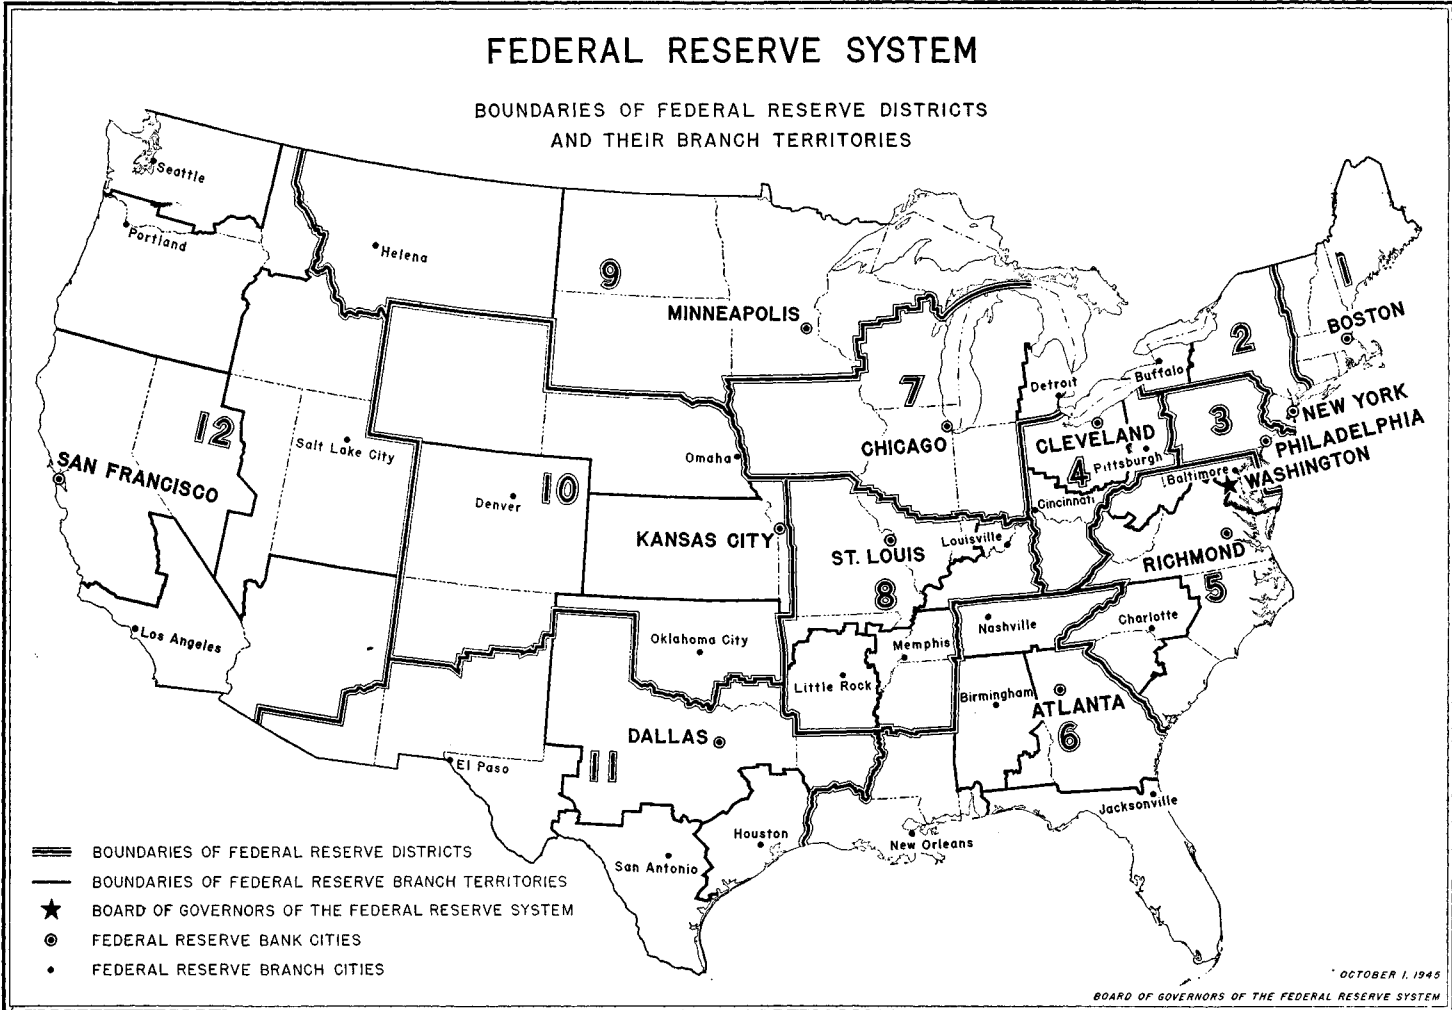 FEDERAL RESERVE SYSTEM
BOUNDARIES OF FEDERAL RESERVE DISTRICTS
AND THEIR BRANCH TERRITORIES
Seattle
Portland
Helena
9
MINNEAPOLIS
1
BOSTON
2
Buffalo
7
Detroit
3
NEW YORK
PHILADELPHIA
WASHINGTON
12
Salt Lake City
SAN FRANCISCO
Omaha
CHICAGO
CLEVELAND
4
Pittsburgh
Baltimore
Cincinnati
10
Denver
KANSAS CITY
ST. LOUIS
Louisville
8
RICHMOND
5
Los Angeles
Oklahoma City
Memphis
Nashville
Charlotte
Little Rock
Birmingham
ATLANTA
6
DALLAS
11
El Paso
Jacksonville
Houston
New Orleans
San Antonio
BOUNDARIES OF FEDERAL RESERVE DISTRICTS
BOUNDARIES OF FEDERAL RESERVE BRANCH TERRITORIES
BOARD OF GOVERNORS OF THE FEDERAL RESERVE SYSTEM
FEDERAL RESERVE BANK CITIES
FEDERAL RESERVE BRANCH CITIES
OCTOBER 1, 1945
BOARD OF GOVERNORS OF THE FEDERAL RESERVE SYSTEM